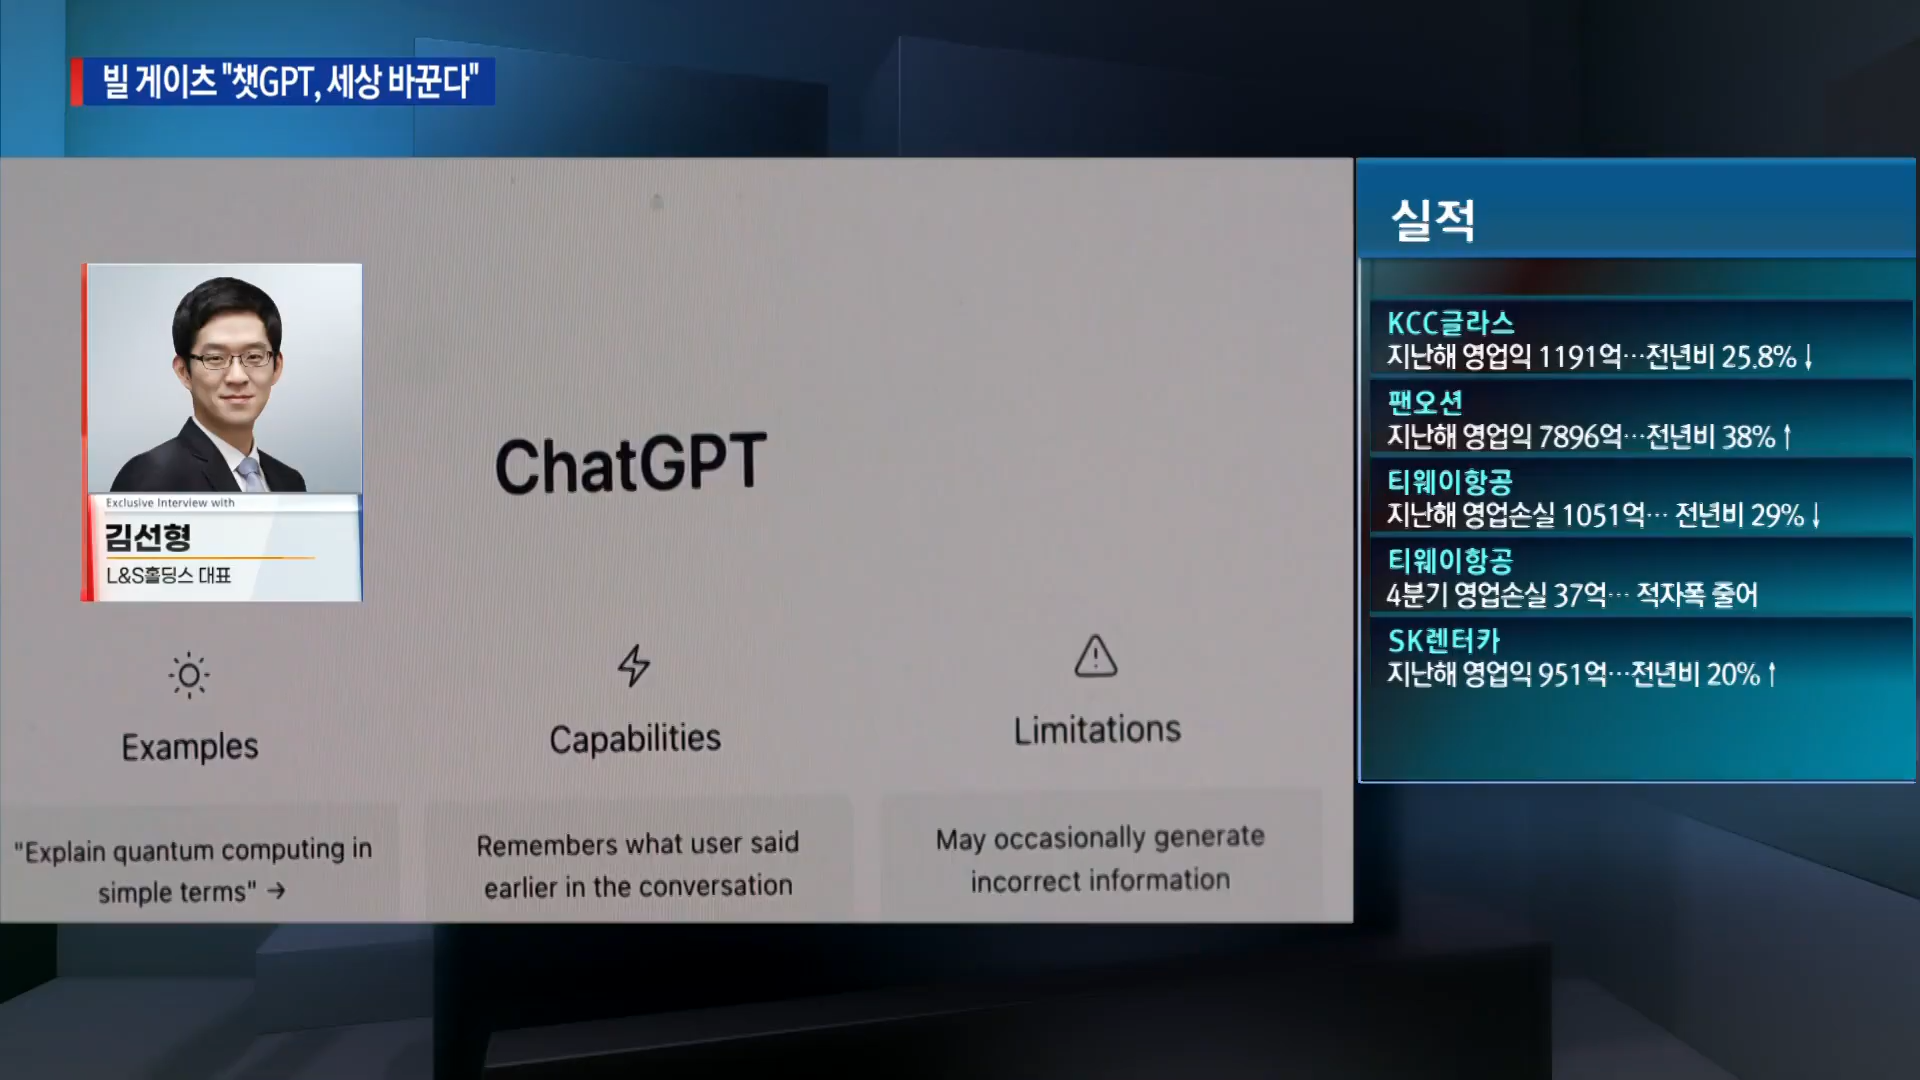 빌 게이츠 "챗GPT, 세상 바꾼다"
Exclusive Interview with
김선형
L&S홀딩스 대표
ChatGPT
Examples
Capabilities
Limitations
"Explain quantum computing in
simple terms" →
Remembers what user said
earlier in the conversation
May occasionally generate
incorrect information
실적
KCC글라스
지난해 영업익 1191억…전년비 25.8%↓
팬오션
지난해 영업익 7896억…전년비 38%↑
티웨이항공
지난해 영업손실 1051억… 전년비 29%↓
티웨이항공
4분기 영업손실 37억… 적자폭 줄어
SK렌터카
지난해 영업익 951억…전년비 20%↑